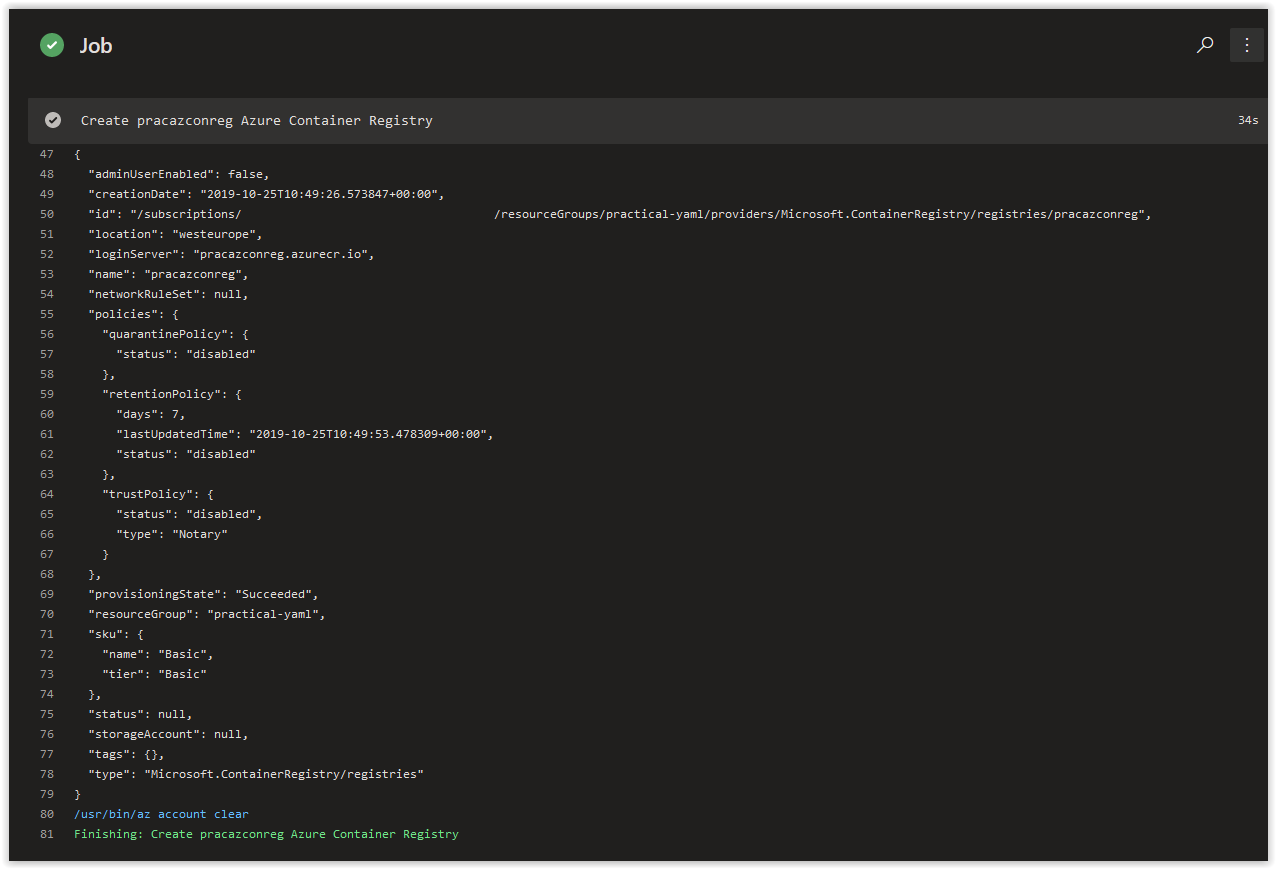 Job
Create pracazconreg Azure Container Registry 34s
47 {
48   "adminUserEnabled": false,
49   "creationDate": "2019-10-25T10:49:26.573847+00:00",
50   "id": "/subscriptions/ /resourceGroups/practical-yaml/providers/Microsoft.ContainerRegistry/registries/pracazconreg",
51   "location": "westeurope",
52   "loginServer": "pracazconreg.azurecr.io",
53   "name": "pracazconreg",
54   "networkRuleSet": null,
55   "policies": {
56     "quarantinePolicy": {
57       "status": "disabled"
58     },
59     "retentionPolicy": {
60       "days": 7,
61       "lastUpdatedTime": "2019-10-25T10:49:53.478309+00:00",
62       "status": "disabled"
63     },
64     "trustPolicy": {
65       "status": "disabled",
66       "type": "Notary"
67     }
68   },
69   "provisioningState": "Succeeded",
70   "resourceGroup": "practical-yaml",
71   "sku": {
72     "name": "Basic",
73     "tier": "Basic"
74   },
75   "status": null,
76   "storageAccount": null,
77   "tags": {},
78   "type": "Microsoft.ContainerRegistry/registries"
79 }
80 /usr/bin/az account clear
81 Finishing: Create pracazconreg Azure Container Registry